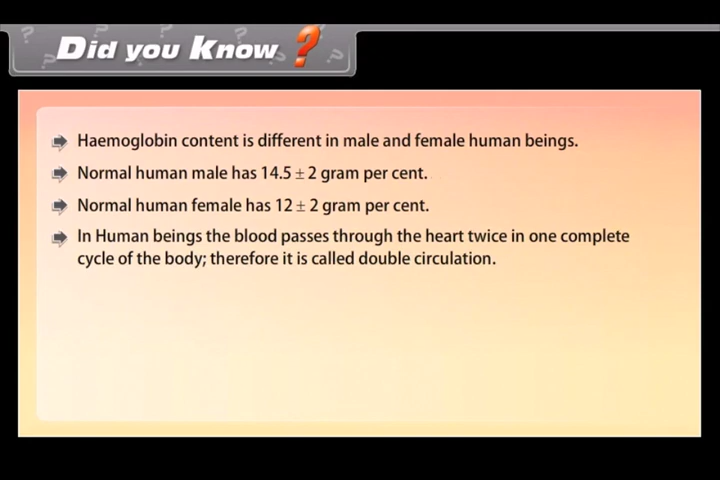 Did you Know ?
Haemoglobin content is different in male and female human beings.
Normal human male has 14.5 ± 2 gram per cent.
Normal human female has 12 ± 2 gram per cent.
In Human beings the blood passes through the heart twice in one complete
cycle of the body; therefore it is called double circulation.